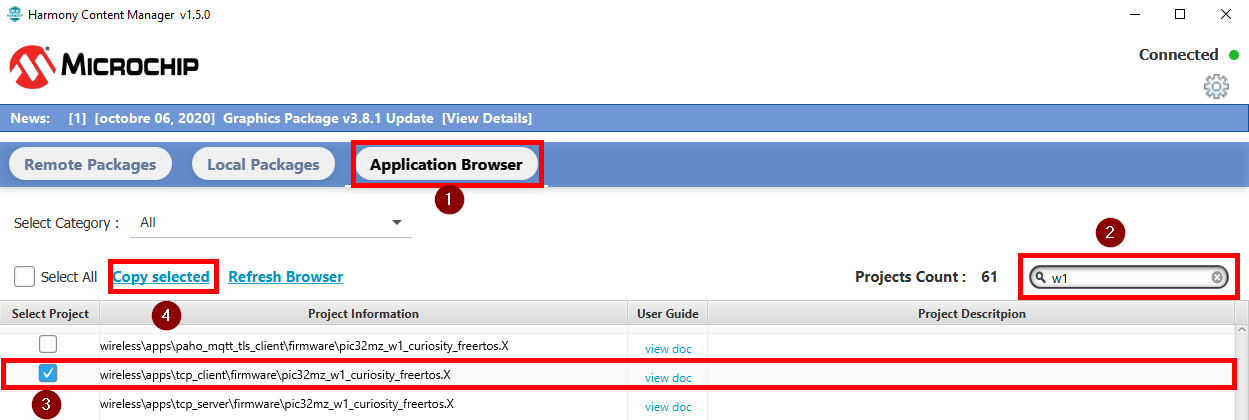 Harmony Content Manager v1.5.0
MICROCHIP
Connected
News: [1] [octobre 06, 2020] Graphics Package v3.8.1 Update [View Details]
Remote Packages Local Packages Application Browser
1
Select Category : All
2
Select All Copy selected Refresh Browser Projects Count : 61 w1
Select Project Project Information User Guide Project Descritpion
4
wireless\apps\paho_mqtt_tls_client\firmware\pic32mz_w1_curiosity_freertos.X view doc
wireless\apps\tcp_client\firmware\pic32mz_w1_curiosity_freertos.X view doc
3
wireless\apps\tcp_server\firmware\pic32mz_w1_curiosity_freertos.X view doc